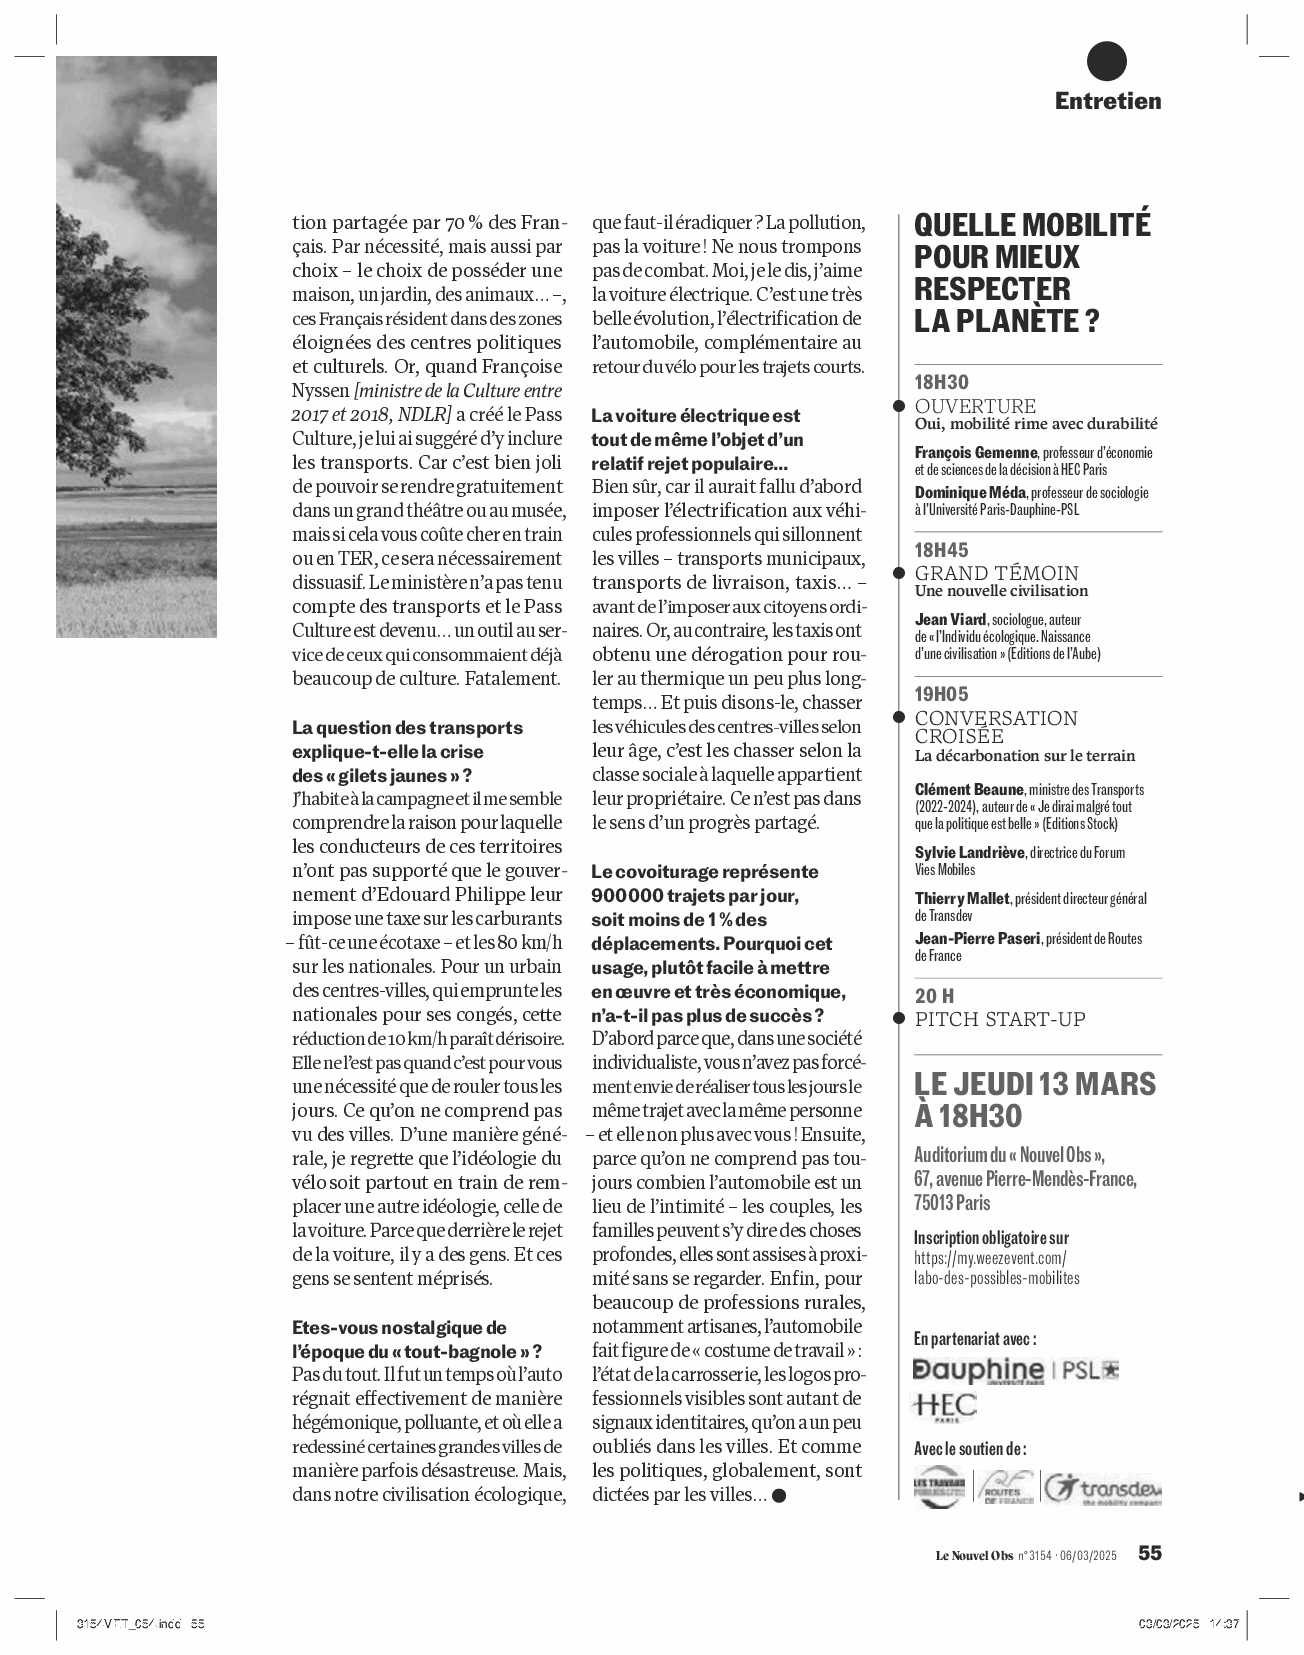 Entretien
tion partagée par 70 % des Fran-
çais. Par nécessité, mais aussi par
choix – le choix de posséder une
maison, un jardin, des animaux… –,
ces Français résident dans des zones
éloignées des centres politiques
et culturels. Or, quand Françoise
Nyssen [ministre de la Culture entre
2017 et 2018, NDLR] a créé le Pass
Culture, je lui ai suggéré d’y inclure
les transports. Car c’est bien joli
de pouvoir se rendre gratuitement
dans un grand théâtre ou au musée,
mais si cela vous coûte cher en train
ou en TER, ce sera nécessairement
dissuasif. Le ministère n’a pas tenu
compte des transports et le Pass
Culture est devenu… un outil au ser-
vice de ceux qui consommaient déjà
beaucoup de culture. Fatalement.
La question des transports
explique-t-elle la crise
des « gilets jaunes » ?
J’habite à la campagne et il me semble
comprendre la raison pour laquelle
les conducteurs de ces territoires
n’ont pas supporté que le gouver-
nement d’Edouard Philippe leur
impose une taxe sur les carburants
– fût-ce une écotaxe – et les 80 km/h
sur les nationales. Pour un urbain
des centres-villes, qui emprunte les
nationales pour ses congés, cette
réduction de 10 km/h paraît dérisoire.
Elle ne l’est pas quand c’est pour vous
une nécessité que de rouler tous les
jours. Ce qu’on ne comprend pas
vu des villes. D’une manière géné-
rale, je regrette que l’idéologie du
vélo soit partout en train de rem-
placer une autre idéologie, celle de
la voiture. Parce que derrière le rejet
de la voiture, il y a des gens. Et ces
gens se sentent méprisés.
Etes-vous nostalgique de
l’époque du « tout-bagnole » ?
Pas du tout. Il fut un temps où l’auto
régnait effectivement de manière
hégémonique, polluante, et où elle a
redessiné certaines grandes villes de
manière parfois désastreuse. Mais,
dans notre civilisation écologique,
que faut-il éradiquer ? La pollution,
pas la voiture ! Ne nous trompons
pas de combat. Moi, je le dis, j’aime
la voiture électrique. C’est une très
belle évolution, l’électrification de
l’automobile, complémentaire au
retour du vélo pour les trajets courts.
La voiture électrique est
tout de même l’objet d’un
relatif rejet populaire…
Bien sûr, car il aurait fallu d’abord
imposer l’électrification aux véhi-
cules professionnels qui sillonnent
les villes – transports municipaux,
transports de livraison, taxis… –
avant de l’imposer aux citoyens ordi-
naires. Or, au contraire, les taxis ont
obtenu une dérogation pour rou-
ler au thermique un peu plus long-
temps… Et puis disons-le, chasser
les véhicules des centres-villes selon
leur âge, c’est les chasser selon la
classe sociale à laquelle appartient
leur propriétaire. Ce n’est pas dans
le sens d’un progrès partagé.
Le covoiturage représente
900 000 trajets par jour,
soit moins de 1 % des
déplacements. Pourquoi cet
usage, plutôt facile à mettre
en œuvre et très économique,
n’a-t-il pas plus de succès ?
D’abord parce que, dans une société
individualiste, vous n’avez pas forcé-
ment envie de réaliser tous les jours le
même trajet avec la même personne
– et elle non plus avec vous ! Ensuite,
parce qu’on ne comprend pas tou-
jours combien l’automobile est un
lieu de l’intimité – les couples, les
familles peuvent s’y dire des choses
profondes, elles sont assises à proxi-
mité sans se regarder. Enfin, pour
beaucoup de professions rurales,
notamment artisanes, l’automobile
fait figure de « costume de travail » :
l’état de la carrosserie, les logos pro-
fessionnels visibles sont autant de
signaux identitaires, qu’on a un peu
oubliés dans les villes. Et comme
les politiques, globalement, sont
dictées par les villes… ●
QUELLE MOBILITÉ
POUR MIEUX
RESPECTER
LA PLANÈTE ?
18H30
OUVERTURE
Oui, mobilité rime avec durabilité
François Gemenne, professeur d’économie
et de sciences de la décision à HEC Paris
Dominique Méda, professeur de sociologie
à l’Université Paris-Dauphine-PSL
18H45
GRAND TÉMOIN
Une nouvelle civilisation
Jean Viard, sociologue, auteur
de « l’Individu écologique. Naissance
d’une civilisation » (Editions de l’Aube)
19H05
CONVERSATION
CROISÉE
La décarbonation sur le terrain
Clément Beaune, ministre des Transports
(2022-2024), auteur de « Je dirai malgré tout
que la politique est belle » (Editions Stock)
Sylvie Landriève, directrice du Forum
Vies Mobiles
Thierry Mallet, président directeur général
de Transdev
Jean-Pierre Paseri, président de Routes
de France
20 H
PITCH START-UP
LE JEUDI 13 MARS
À 18H30
Auditorium du « Nouvel Obs »,
67, avenue Pierre-Mendès-France,
75013 Paris
Inscription obligatoire sur
https://my.weezevent.com/
labo-des-possibles-mobilites
En partenariat avec :
Dauphine | PSL
UNIVERSITÉ PARIS
HEC
PARIS
Avec le soutien de :
LES TRAVAUX
PUBLICS
RF
ROUTES
DE FRANCE
transdev
the mobility company
Le Nouvel Obs n° 3154 · 06/03/2025 55